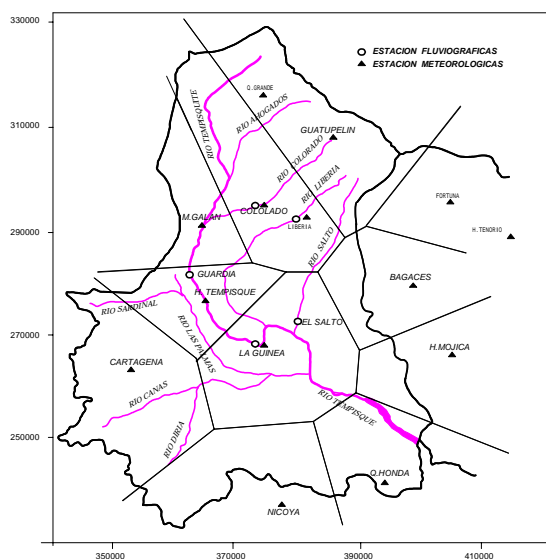 330000
ESTACION FLUVIOGRAFICAS
ESTACION METEOROLOGICAS
Q.GRANDE
RIO AHOGADOS
RIO TEMPISQUITE
310000
GUATUPELIN
RIO COLORADO
RIO LIBERIA
FORTUNA
COLOLADO
M.GALAN
LIBERIA
290000
H.TENORIO
RIO SALTO
GUARDIA
BAGACES
H. TEMPISQUE
RIO SARDINAL
EL SALTO
270000
RIO LAS PALMAS
LA GUINEA
H.MOJICA
CARTAGENA
RIO CANAS
RIO TEMPISQUE
RIO DIRIA
250000
Q.HONDA
NICOYA
350000
370000
390000
410000